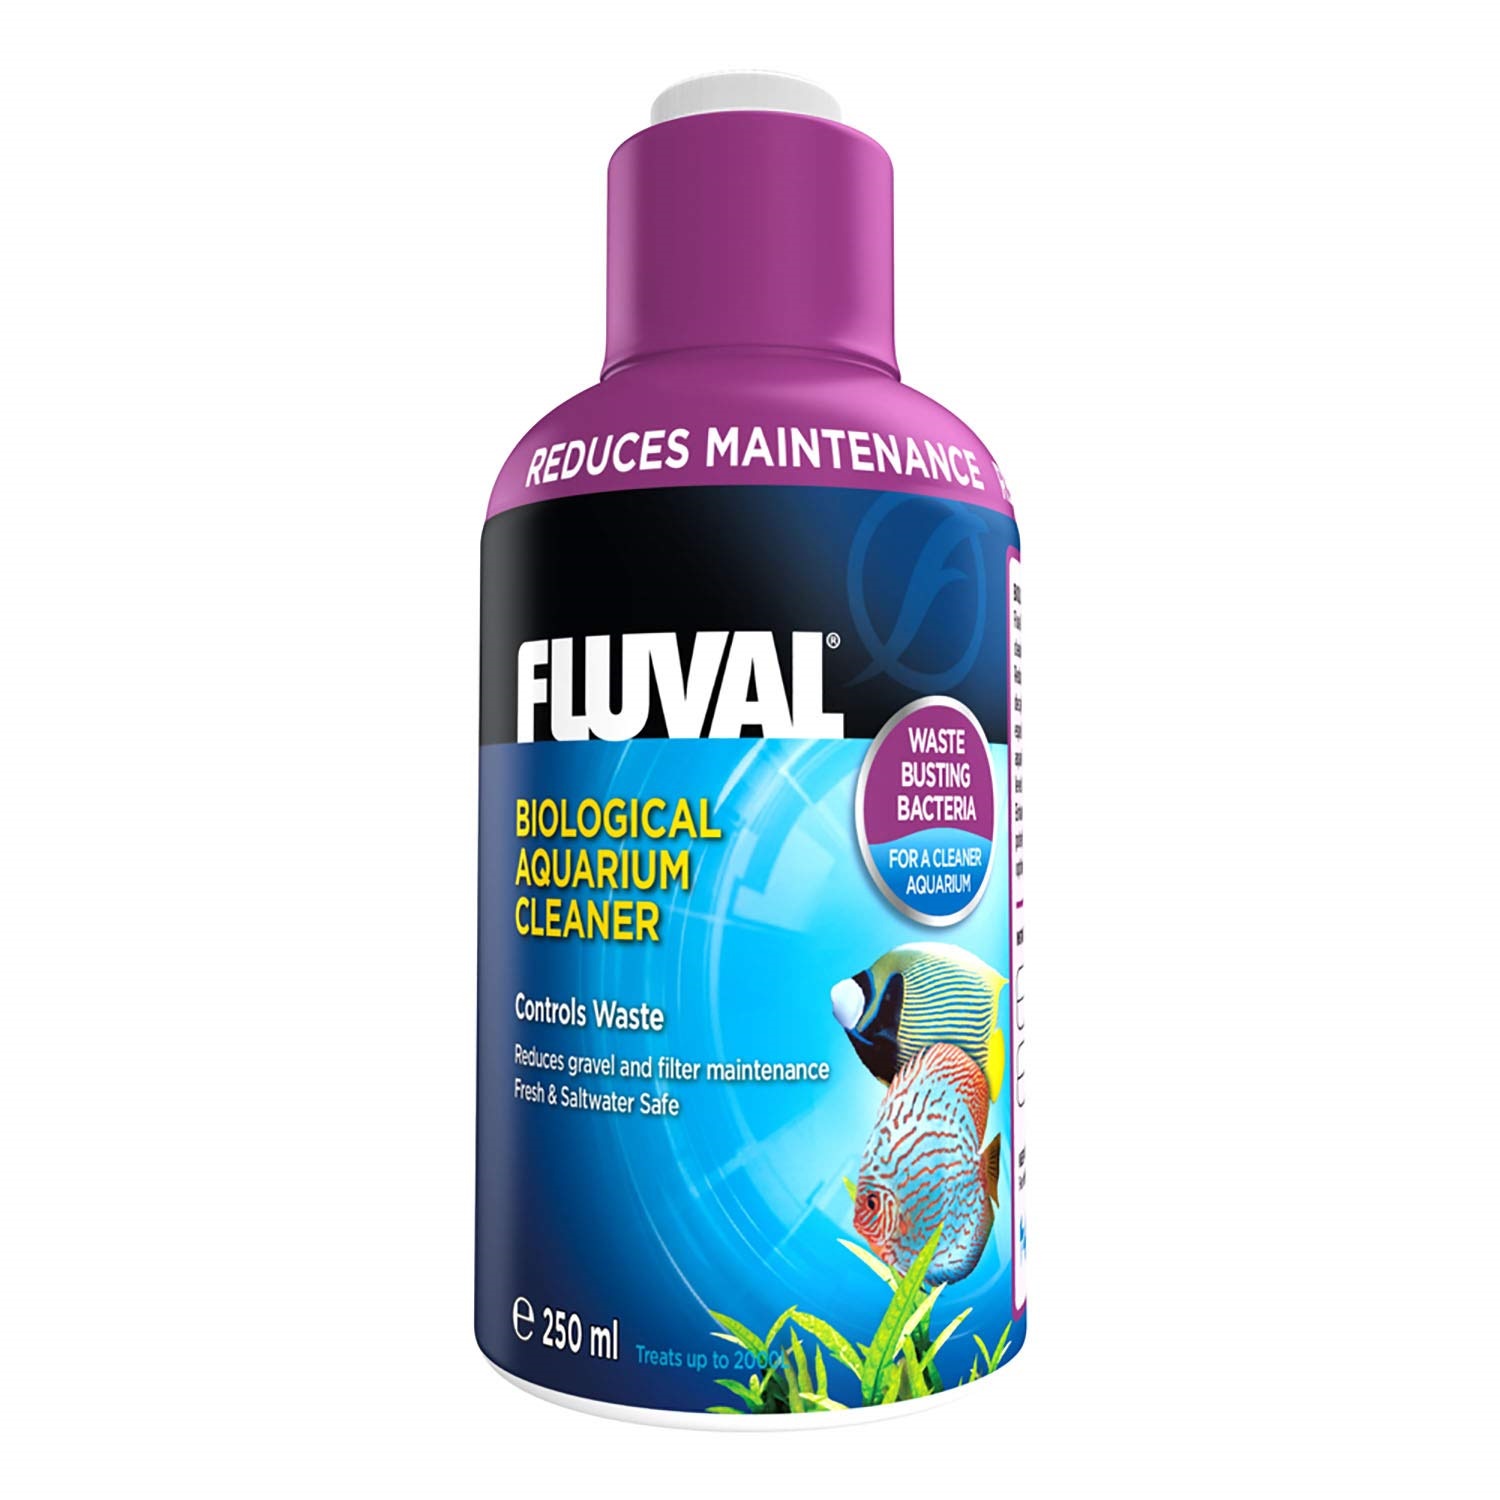 REDUCES MAINTENANCE
FLUVAL®
WASTE
BUSTING
BACTERIA
FOR A CLEANER
AQUARIUM
BIOLOGICAL
AQUARIUM
CLEANER
Controls Waste
Reduces gravel and filter maintenance
Fresh & Saltwater Safe
℮ 250 ml
Treats up to 2000L